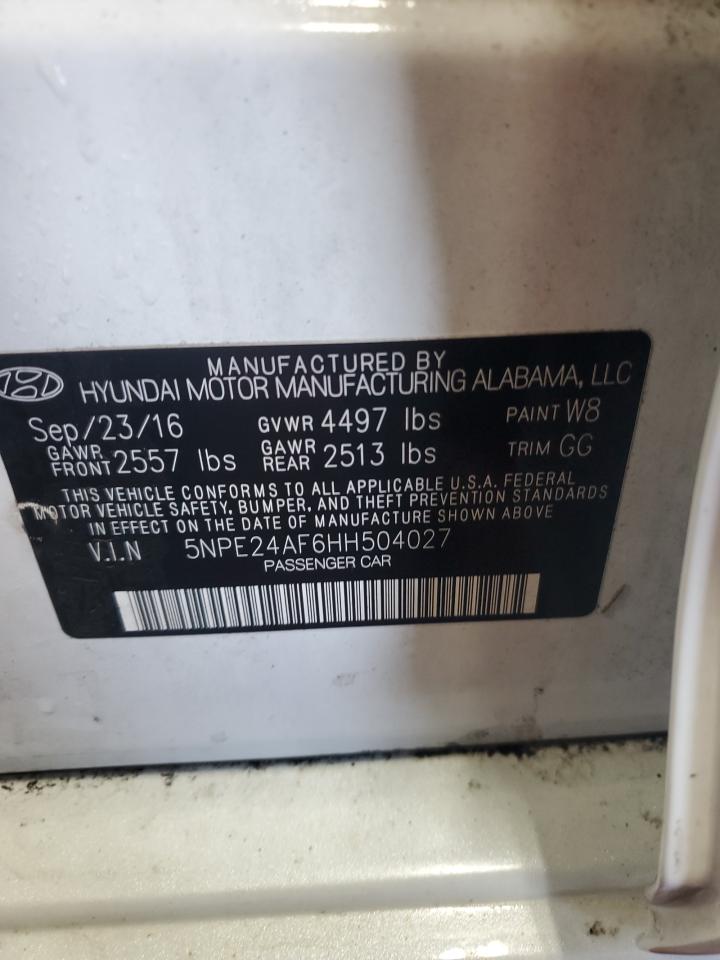 MANUFACTURED BY
HYUNDAI MOTOR MANUFACTURING ALABAMA, LLC
Sep/23/16 GVWR 4497 lbs PAINT W8
GAWR FRONT 2557 lbs GAWR REAR 2513 lbs TRIM GG
THIS VEHICLE CONFORMS TO ALL APPLICABLE U.S.A. FEDERAL
MOTOR VEHICLE SAFETY, BUMPER, AND THEFT PREVENTION STANDARDS
IN EFFECT ON THE DATE OF MANUFACTURE SHOWN ABOVE
V.I.N 5NPE24AF6HH504027
PASSENGER CAR